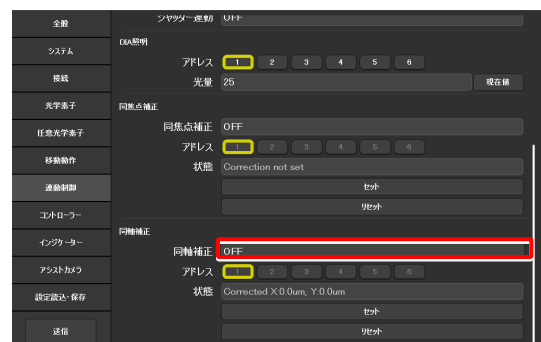 全般
システム
接続
光学素子
任意光学素子
移動動作
連動制御
コントローラー
インジケーター
アシストカメラ
設定読込・保存
送信
シャッター連動 OFF
DIA照明
アドレス 1 2 3 4 5 6
光量 25 現在値
同焦点補正
同焦点補正 OFF
アドレス 1 2 3 4 5 6
状態 Correction not set
セット
リセット
同軸補正
同軸補正 OFF
アドレス 1 2 3 4 5 6
状態 Corrected X:0.0um, Y:0.0um
セット
リセット